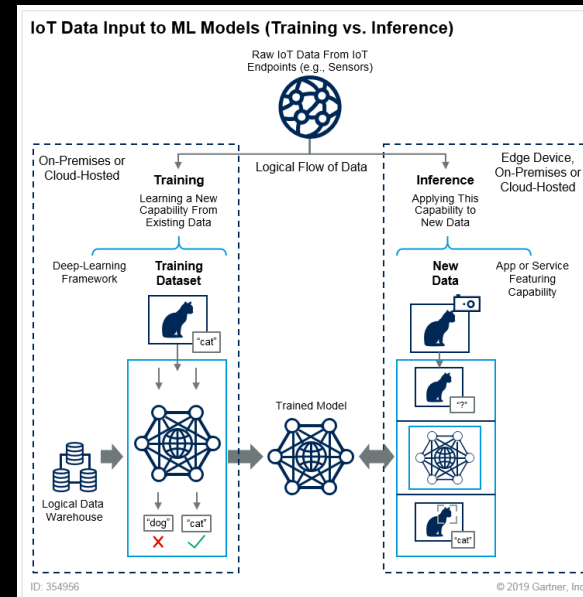 IoT Data Input to ML Models (Training vs. Inference)
Raw IoT Data From IoT
Endpoints (e.g., Sensors)
On-Premises or
Cloud-Hosted
Logical Flow of Data
Edge Device,
On-Premises or
Cloud-Hosted
Training
Learning a New
Capability From
Existing Data
Inference
Applying This
Capability to
New Data
Deep-Learning
Framework
Training
Dataset
New
Data
App or Service
Featuring
Capability
"cat"
"?"
Trained Model
Logical Data
Warehouse
"dog"
"cat"
"cat"
ID: 354956
© 2019 Gartner, Inc